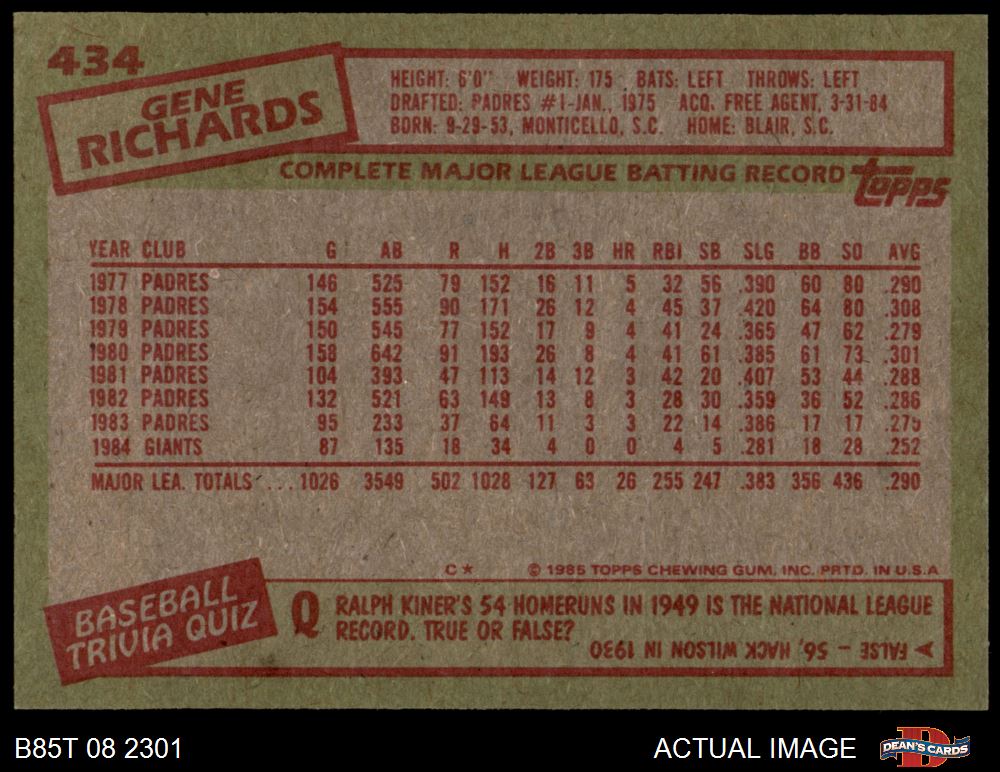 434
GENE
RICHARDS
HEIGHT: 6'0" WEIGHT: 175 BATS: LEFT THROWS: LEFT
DRAFTED: PADRES #1-JAN., 1975 ACQ. FREE AGENT, 3-31-84
BORN: 9-29-53, MONTICELLO, S.C. HOME: BLAIR, S.C.
COMPLETE MAJOR LEAGUE BATTING RECORD
topps
YEAR CLUB G AB R H 2B 3B HR RBI SB SLG BB SO AVG
1977 PADRES 146 525 79 152 16 11 5 32 56 .390 60 80 .290
1978 PADRES 154 555 90 171 26 12 4 45 37 .420 64 80 .308
1979 PADRES 150 545 77 152 17 9 4 41 24 .365 47 62 .279
1980 PADRES 158 642 91 193 26 8 4 41 61 .385 61 73 .301
1981 PADRES 104 393 47 113 14 12 3 42 20 .407 53 44 .288
1982 PADRES 132 521 63 149 13 8 3 28 30 .359 36 52 .286
1983 PADRES 95 233 37 64 11 3 3 22 14 .386 17 17 .275
1984 GIANTS 87 135 18 34 4 0 0 4 5 .281 18 28 .252
MAJOR LEA. TOTALS ... 1026 3549 502 1028 127 63 26 255 247 .383 356 436 .290
C ★ © 1985 TOPPS CHEWING GUM, INC. PRTD. IN U.S.A
BASEBALL
TRIVIA QUIZ
Q RALPH KINER'S 54 HOMERUNS IN 1949 IS THE NATIONAL LEAGUE
RECORD. TRUE OR FALSE?
FALSE - 56, HACK WILSON IN 1930
B85T 08 2301
ACTUAL IMAGE
D
DEAN'S CARDS